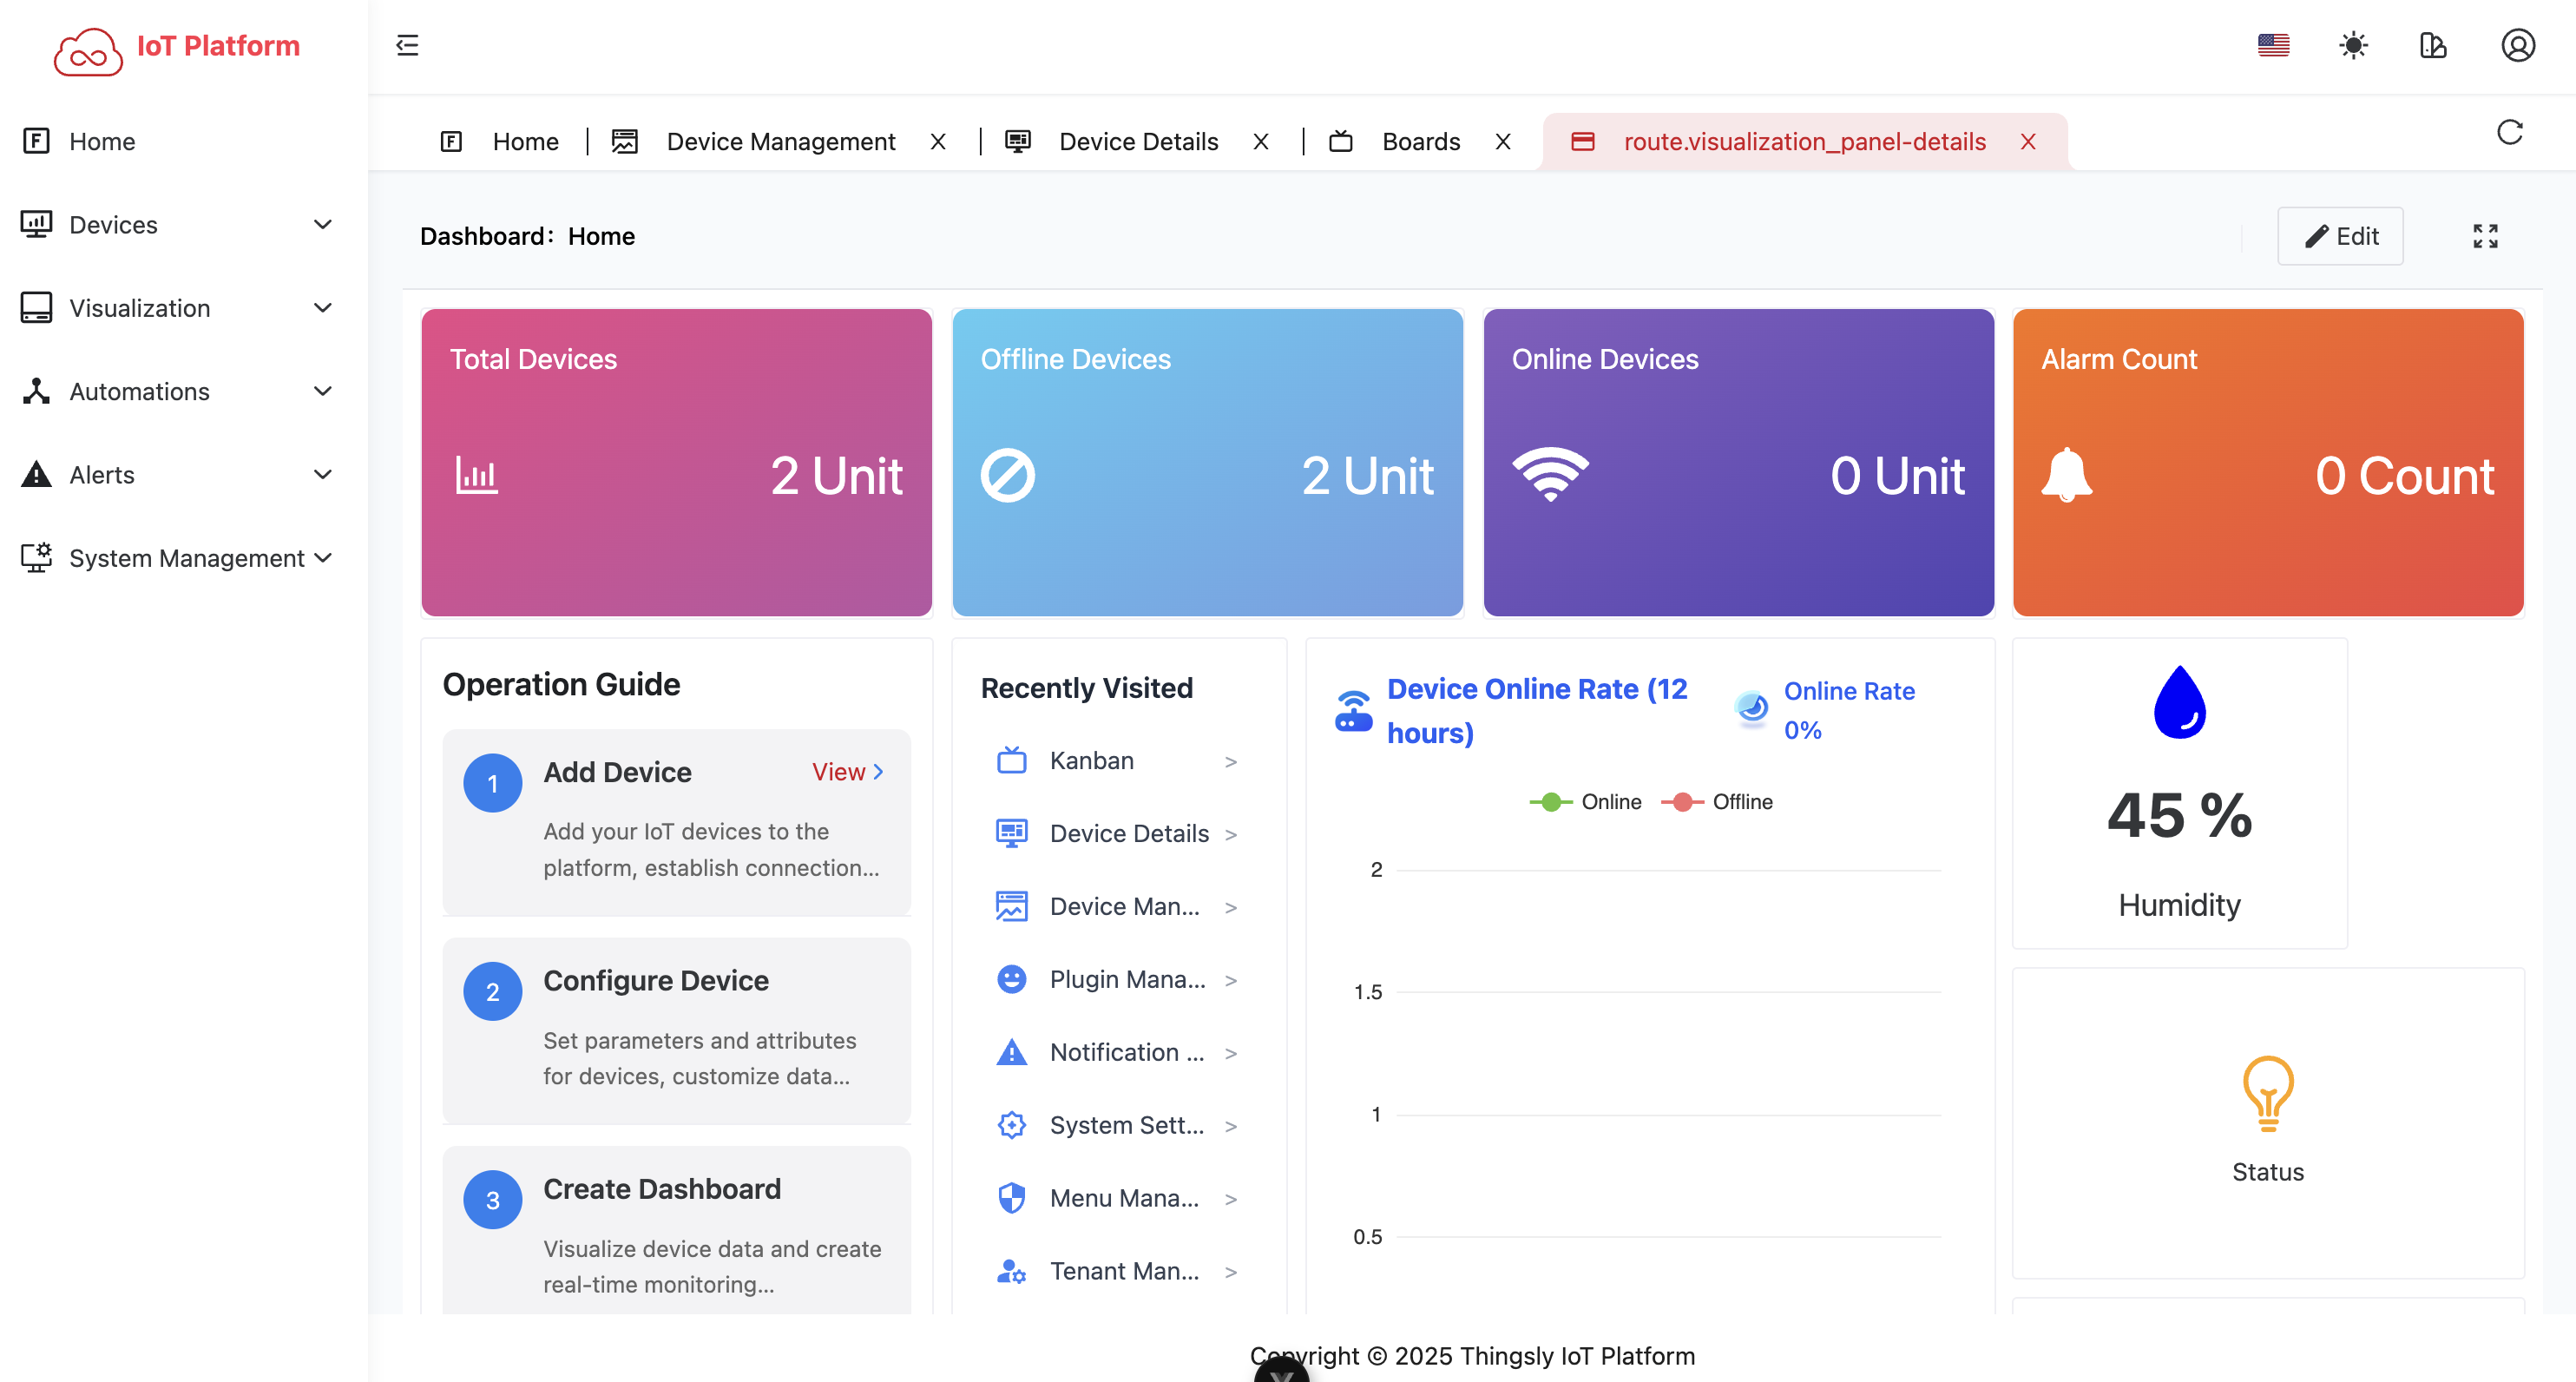 IoT Platform
Home
Devices
Visualization
Automations
Alerts
System Management
Home
Device Management X
Device Details X
Boards X
route.visualization_panel-details X
Dashboard: Home
Edit
Total Devices
2 Unit
Offline Devices
2 Unit
Online Devices
0 Unit
Alarm Count
0 Count
Operation Guide
1
Add Device
View >
Add your IoT devices to the
platform, establish connection...
2
Configure Device
Set parameters and attributes
for devices, customize data...
3
Create Dashboard
Visualize device data and create
real-time monitoring...
Recently Visited
Kanban >
Device Details >
Device Man... >
Plugin Mana... >
Notification ... >
System Sett... >
Menu Mana... >
Tenant Man... >
Device Online Rate (12
hours)
Online Rate
0%
Online Offline
2
1.5
1
0.5
45 %
Humidity
Status
Copyright © 2025 Thingsly IoT Platform